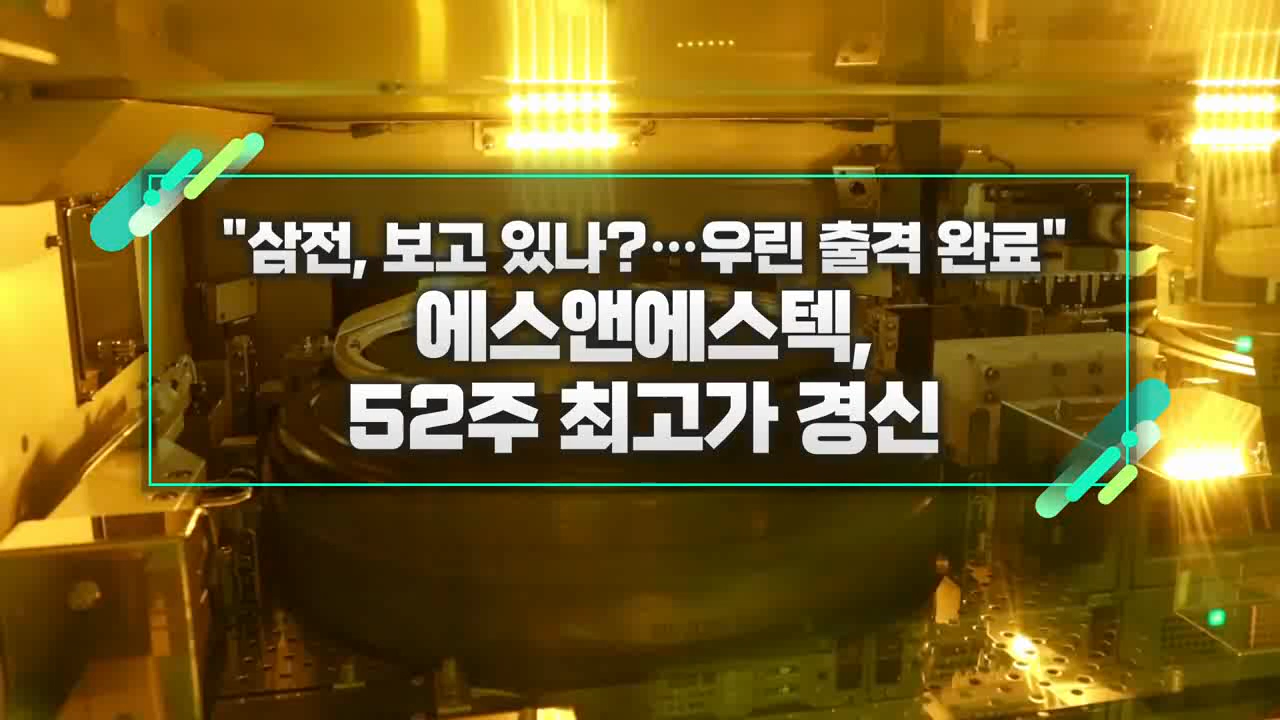 "삼전, 보고 있나?…우린 출격 완료"
에스앤에스텍,
52주 최고가 경신